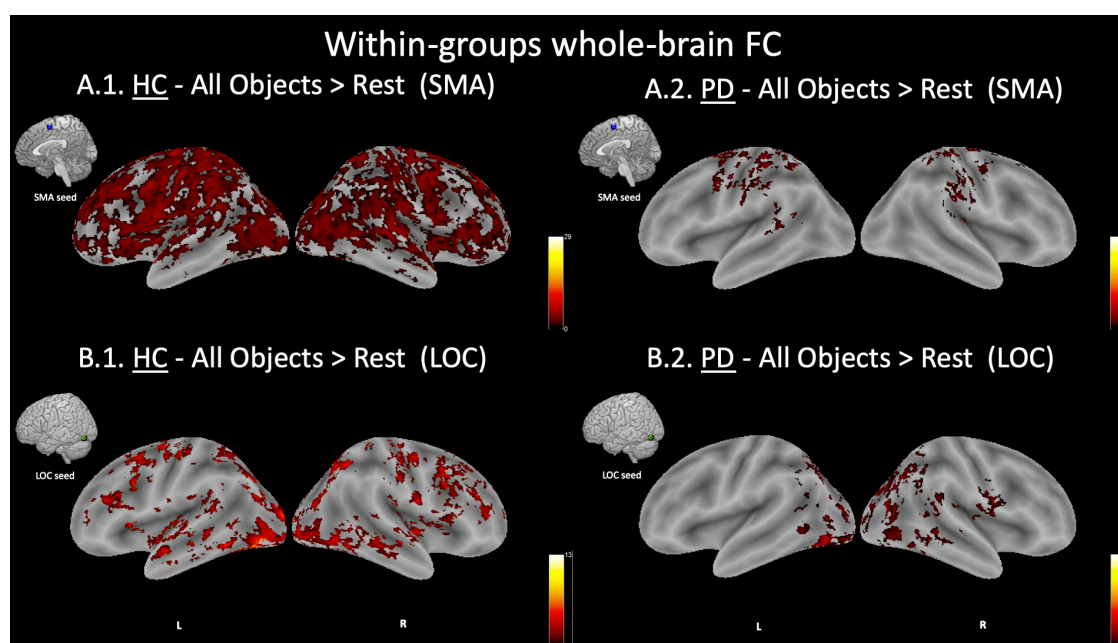 Within-groups whole-brain FC
A.1. HC - All Objects > Rest (SMA)
A.2. PD - All Objects > Rest (SMA)
SMA seed
SMA seed
29
0
B.1. HC - All Objects > Rest (LOC)
B.2. PD - All Objects > Rest (LOC)
LOC seed
LOC seed
13
L
R
L
R